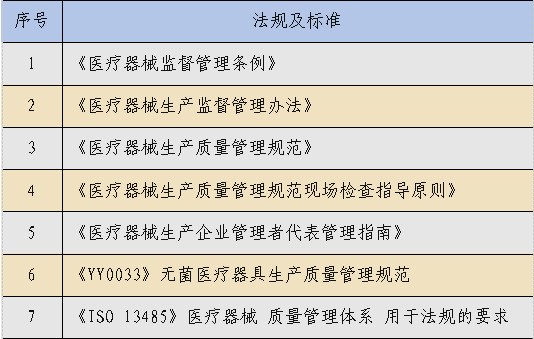 序号 法规及标准
1 《医疗器械监督管理条例》
2 《医疗器械生产监督管理办法》
3 《医疗器械生产质量管理规范》
4 《医疗器械生产质量管理规范现场检查指导原则》
5 《医疗器械生产企业管理者代表管理指南》
6 《YY0033》无菌医疗器具生产质量管理规范
7 《ISO 13485》医疗器械 质量管理体系 用于法规的要求